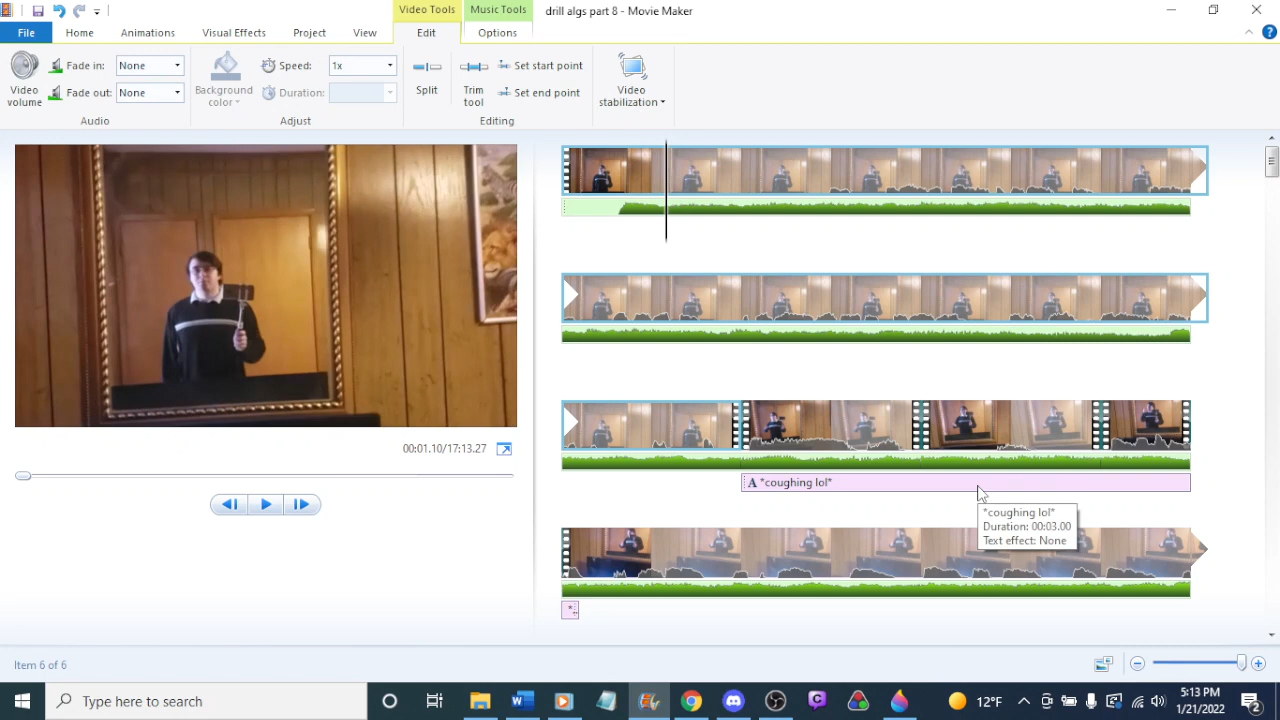 Video Tools
Music Tools
drill algs part 8 - Movie Maker
File
Home
Animations
Visual Effects
Project
View
Edit
Options
Video
volume
Fade in:
None
Fade out:
None
Audio
Background
color
Speed:
1x
Duration:
Adjust
Split
Trim
tool
Set start point
Set end point
Editing
Video
stabilization
00:01.10/17:13.27
A *coughing lol*
*coughing lol*
Duration: 00:03.00
Text effect: None
Item 6 of 6
Type here to search
12°F
5:13 PM
1/21/2022
2